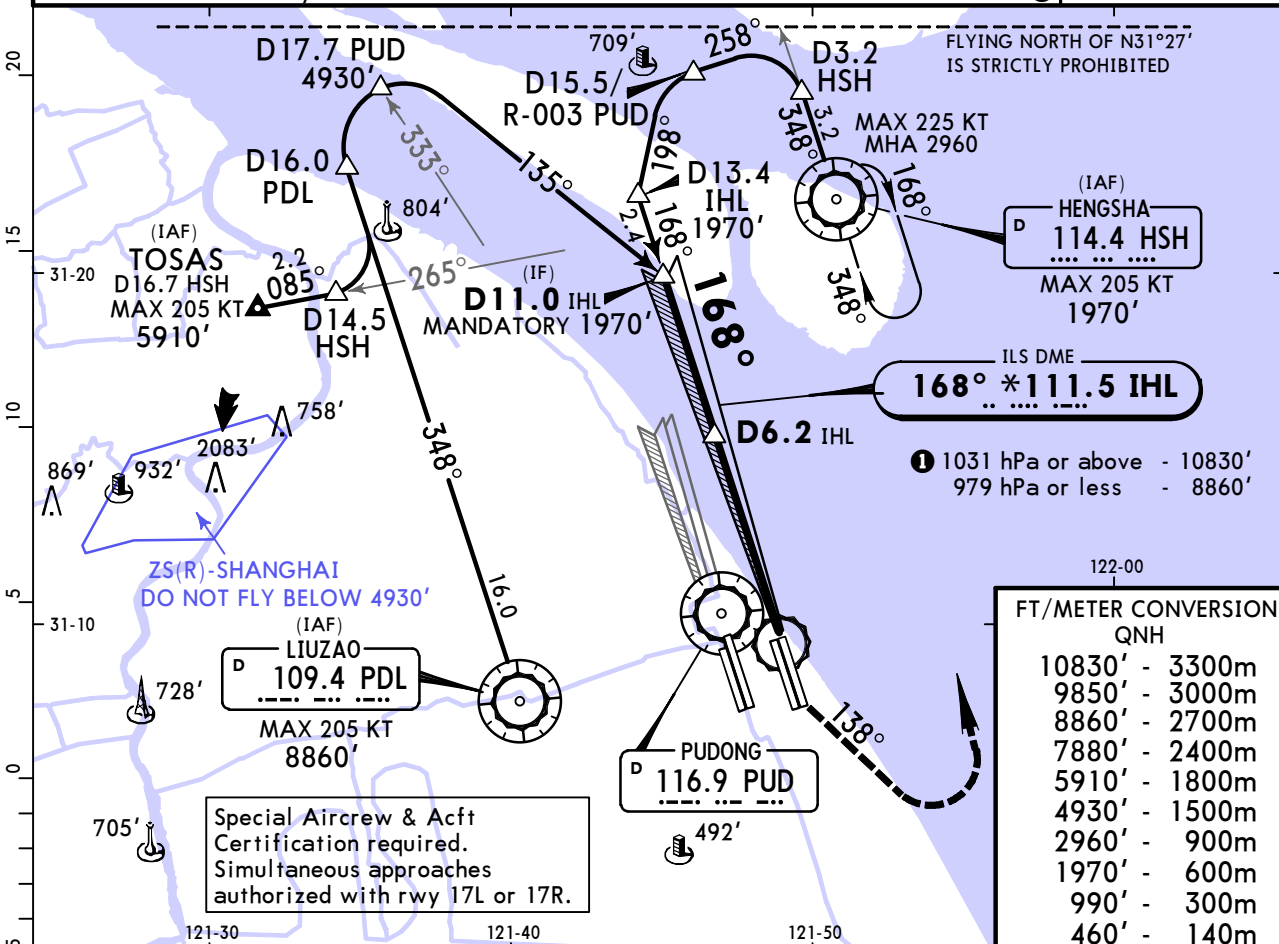 20
15
10
5
0
5
D17.7 PUD
4930'
709'
258°
D3.2
HSH
FLYING NORTH OF N31°27'
IS STRICTLY PROHIBITED
D15.5/
R-003 PUD
3.2
348°
MAX 225 KT
MHA 2960
333°
135°
198°
D16.0
PDL
D13.4
IHL
1970'
168°
(IAF)
HENGSHA
D 114.4 HSH
MAX 205 KT
1970'
804'
2.4
168°
348°
(IAF)
TOSAS
D16.7 HSH
MAX 205 KT
5910'
2.2
085°
265°
31-20
D14.5
HSH
(IF)
D11.0 IHL
MANDATORY 1970'
168°
ILS DME
168° *111.5 IHL
758'
2083'
869'
932'
348°
D6.2 IHL
1 1031 hPa or above - 10830'
979 hPa or less - 8860'
ZS(R)-SHANGHAI
DO NOT FLY BELOW 4930'
16.0
122-00
31-10
(IAF)
LIUZAO
D 109.4 PDL
MAX 205 KT
8860'
728'
138°
PUDONG
D 116.9 PUD
705'
492'
Special Aircrew & Acft
Certification required.
Simultaneous approaches
authorized with rwy 17L or 17R.
FT/METER CONVERSION
QNH
10830' - 3300m
9850' - 3000m
8860' - 2700m
7880' - 2400m
5910' - 1800m
4930' - 1500m
2960' - 900m
1970' - 600m
990' - 300m
460' - 140m
121-30
121-40
121-50